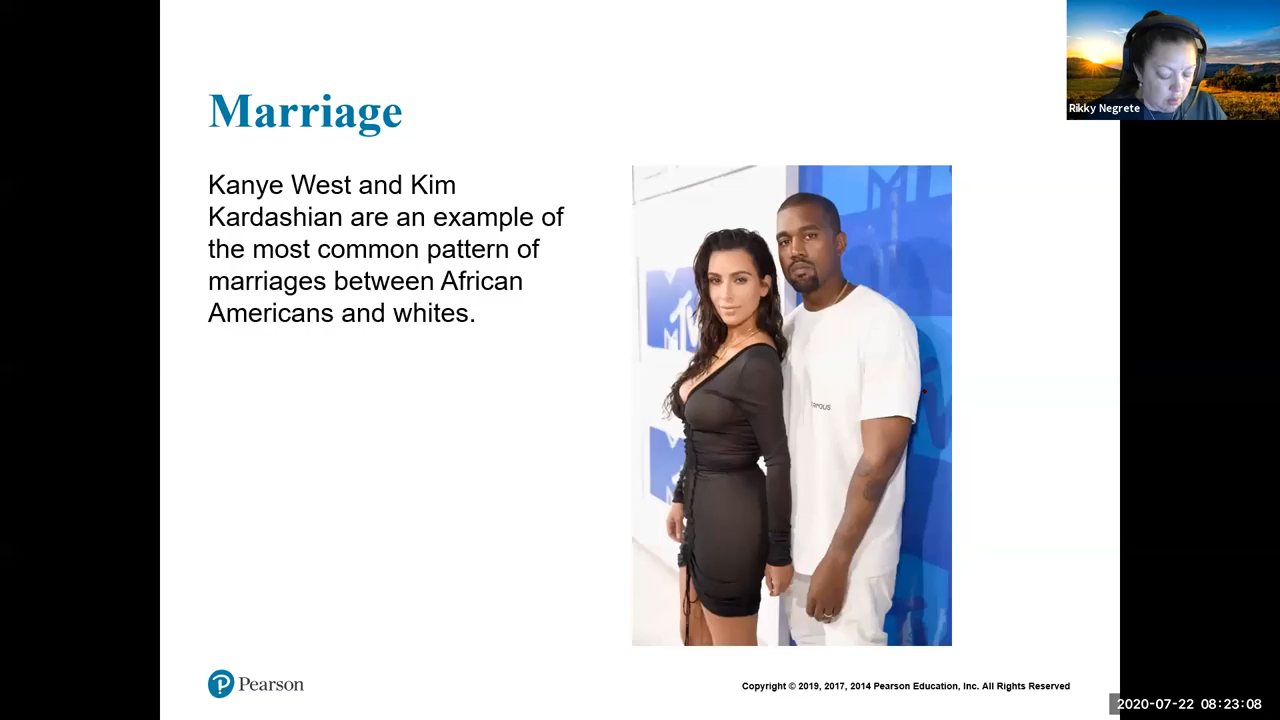 Rikky Negrete
Marriage
Kanye West and Kim
Kardashian are an example of
the most common pattern of
marriages between African
Americans and whites.
MTV
Pearson
Copyright © 2019, 2017, 2014 Pearson Education, Inc. All Rights Reserved
2020-07-22 08:23:08